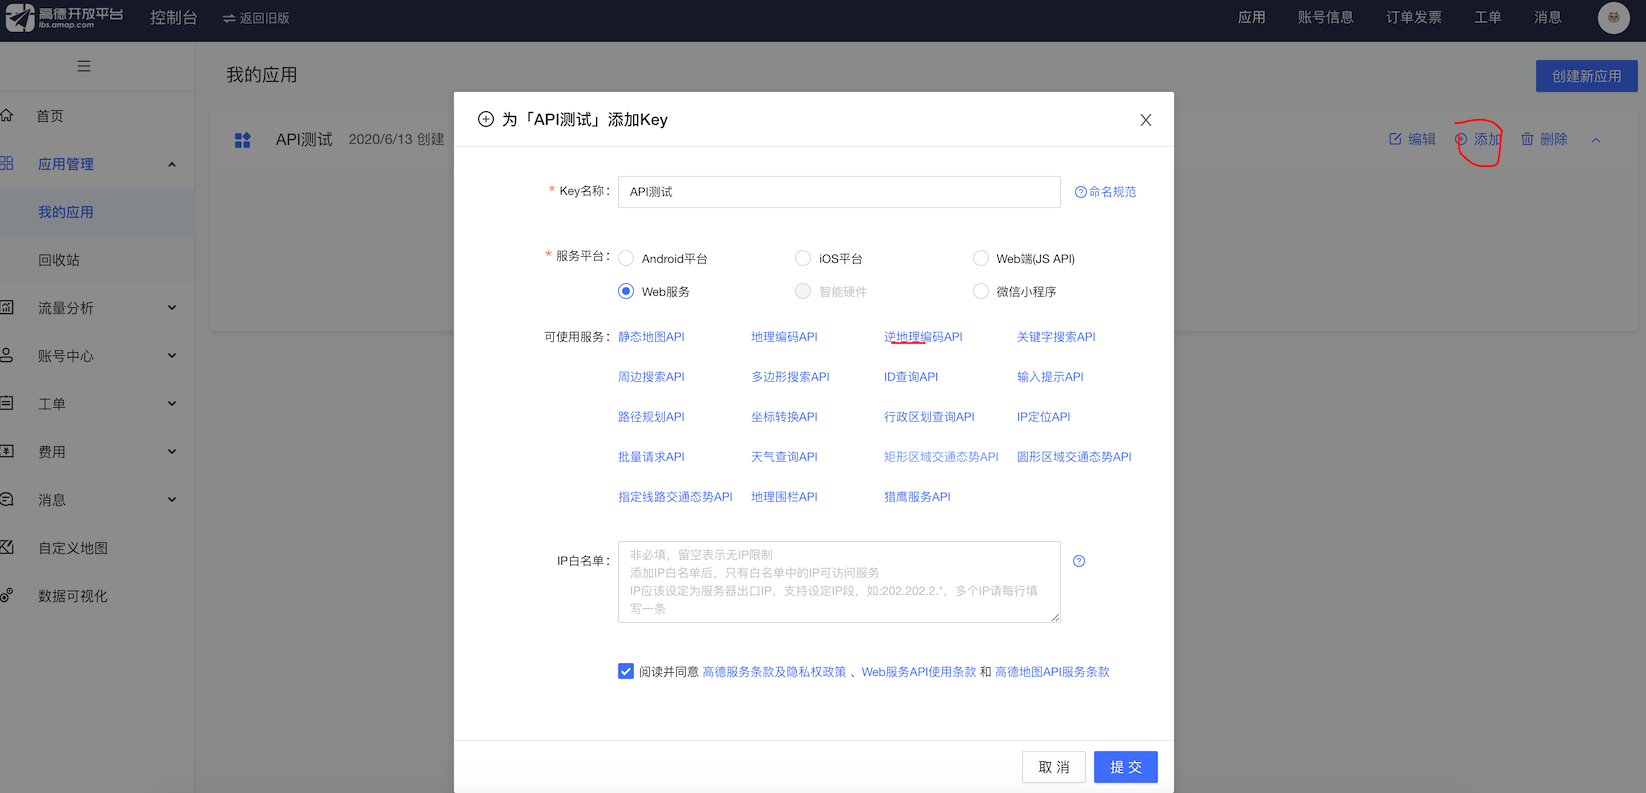 高德开放平台
lbs.amap.com
控制台
返回旧版
应用
账号信息
订单发票
工单
消息
我的应用
创建新应用
首页
应用管理
我的应用
回收站
流量分析
账号中心
工单
费用
消息
自定义地图
数据可视化
API测试 2020/6/13 创建
编辑
添加
删除
为「API测试」添加Key
* Key名称: API测试 命名规范
* 服务平台: Android平台 iOS平台 Web端(JS API)
Web服务 智能硬件 微信小程序
可使用服务: 静态地图API 地理编码API 逆地理编码API 关键字搜索API
周边搜索API 多边形搜索API ID查询API 输入提示API
路径规划API 坐标转换API 行政区划查询API IP定位API
批量请求API 天气查询API 矩形区域交通态势API 圆形区域交通态势API
指定线路交通态势API 地理围栏API 猎鹰服务API
IP白名单: 非必填，留空表示无IP限制
添加IP白名单后，只有白名单中的IP可访问服务
IP应该设定为服务器出口IP，支持设定IP段，如:202.202.2.*，多个IP请每行填
写一条
阅读并同意 高德服务条款及隐私权政策 、Web服务API使用条款 和 高德地图API服务条款
取消
提交